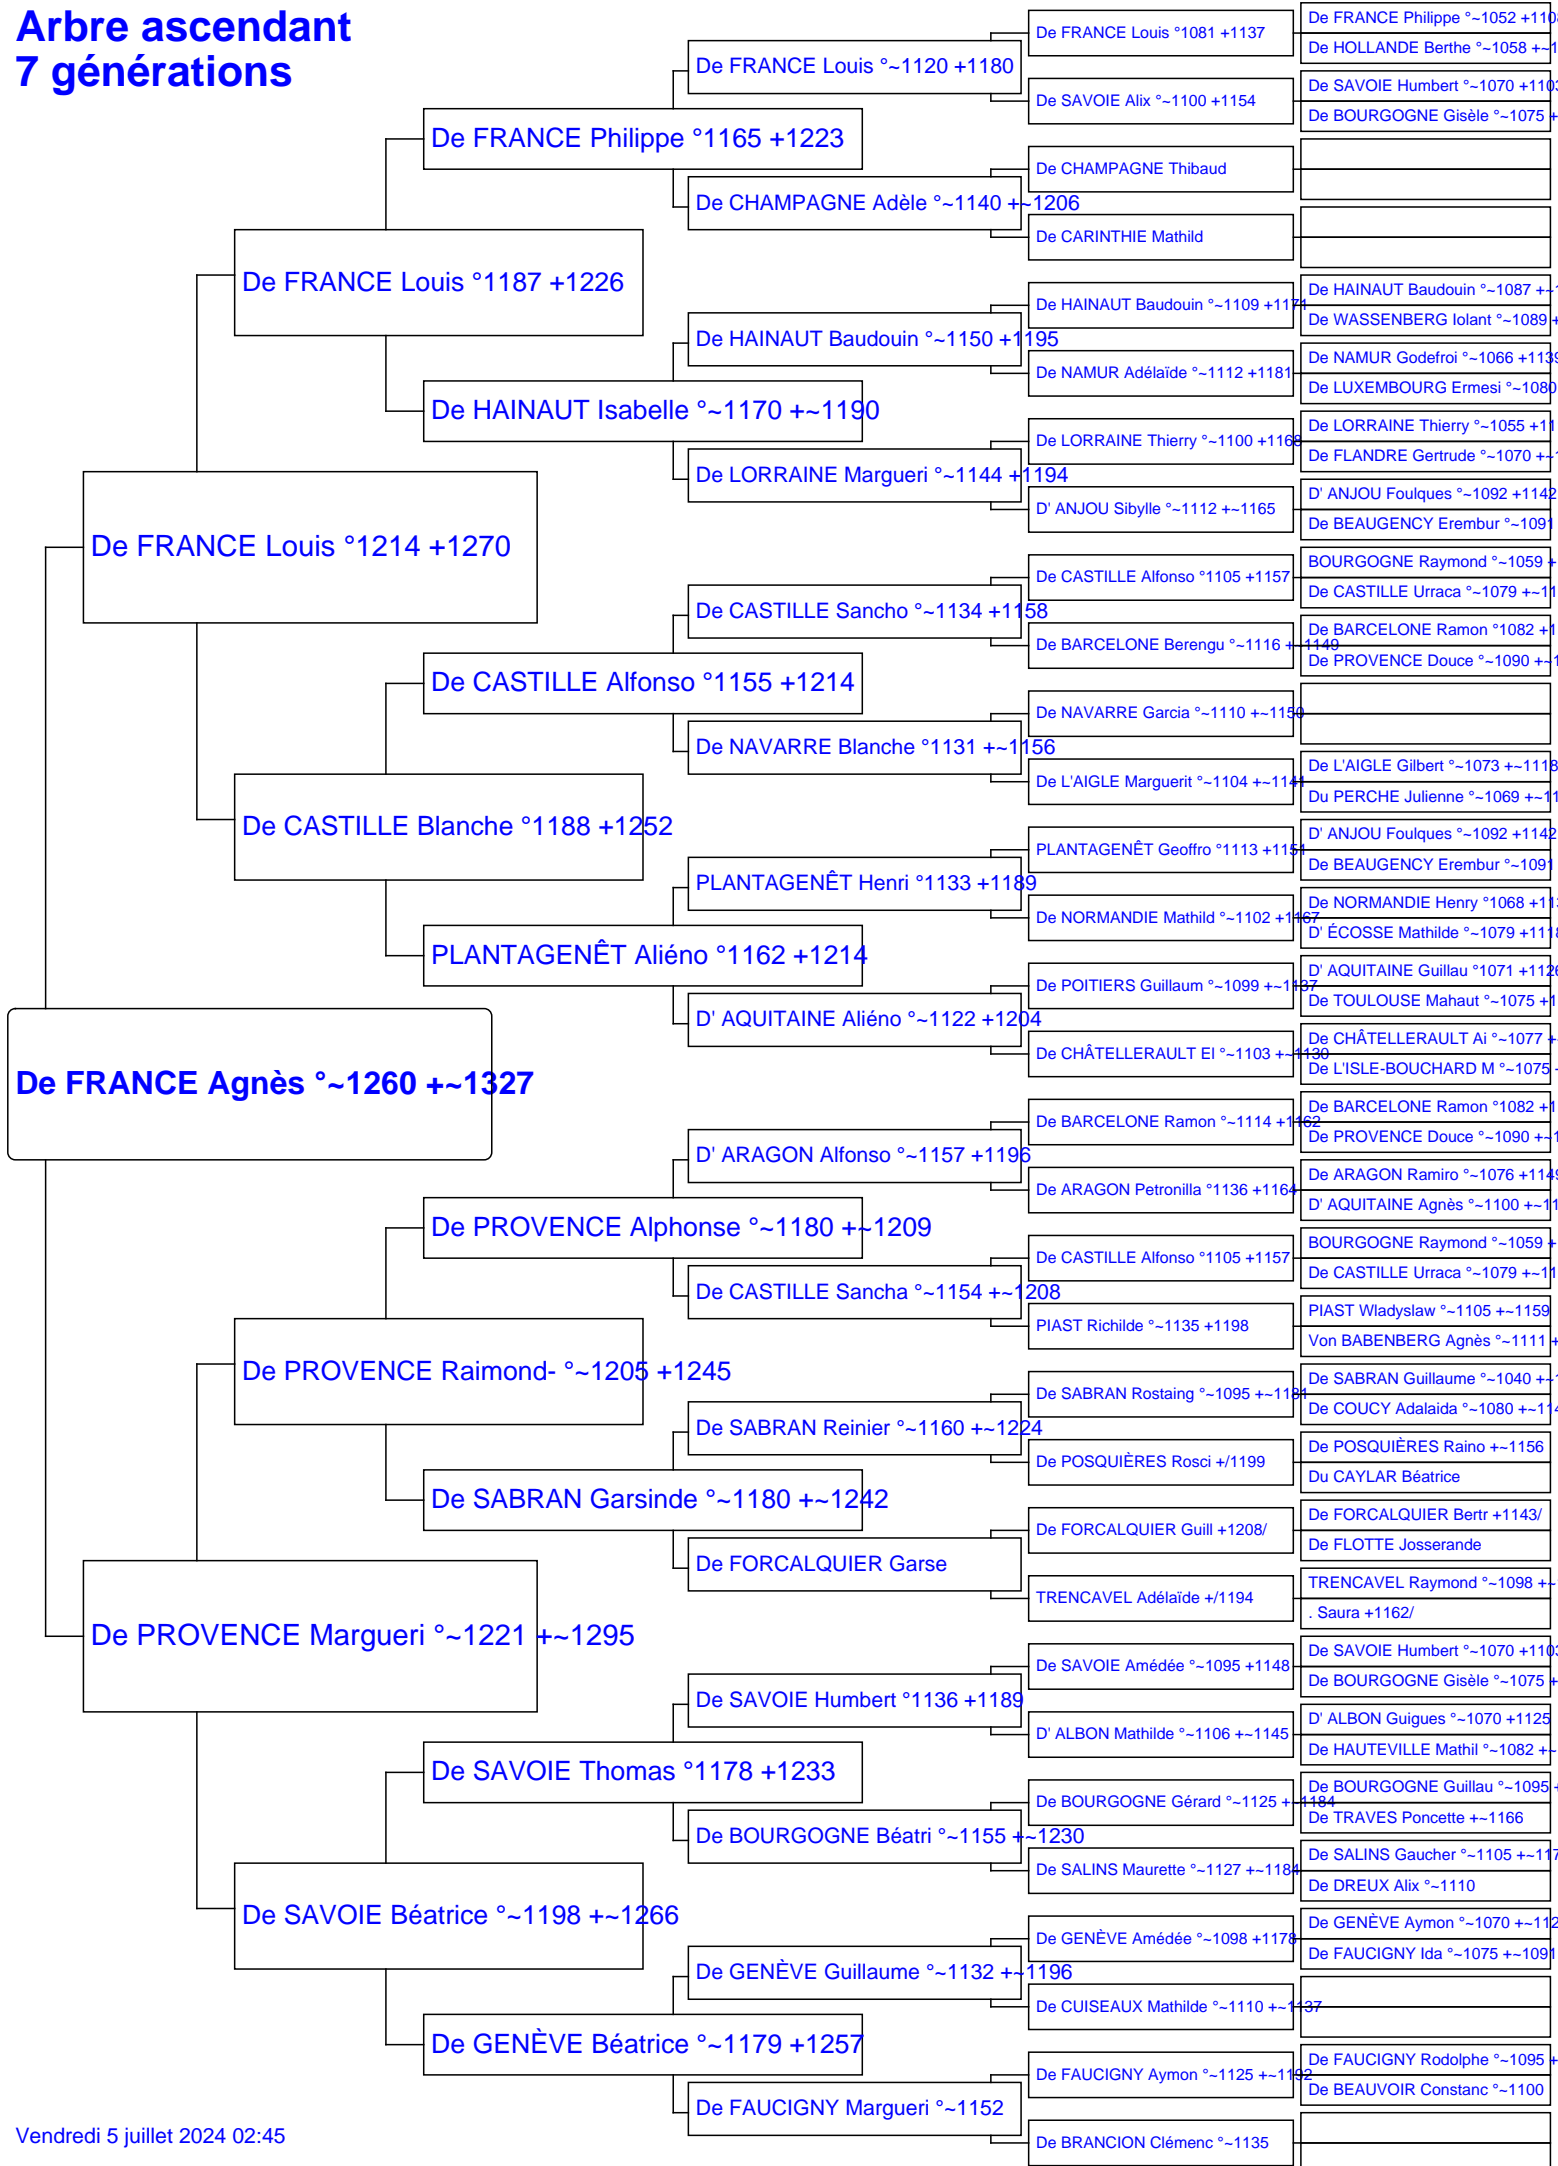 Arbre ascendant
7 générations
De FRANCE Agnès °~1260 +~1327
De FRANCE Louis °1214 +1270
De PROVENCE Margueri °~1221 +~1295
De FRANCE Louis °1187 +1226
De CASTILLE Blanche °1188 +1252
De PROVENCE Raimond- °~1205 +1245
De SAVOIE Béatrice °~1198 +~1266
De FRANCE Philippe °1165 +1223
De HAINAUT Isabelle °~1170 +~1190
De CASTILLE Alfonso °1155 +1214
PLANTAGENÊT Aliéno °1162 +1214
De PROVENCE Alphonse °~1180 +~1209
De SABRAN Garsinde °~1180 +~1242
De SAVOIE Thomas °1178 +1233
De GENÈVE Béatrice °~1179 +1257
De FRANCE Louis °~1120 +1180
De CHAMPAGNE Adèle °~1140 +~1206
De HAINAUT Baudouin °~1150 +1195
De LORRAINE Margueri °~1144 +1194
De CASTILLE Sancho °~1134 +1158
De NAVARRE Blanche °1131 +~1156
PLANTAGENÊT Henri °1133 +1189
D' AQUITAINE Aliéno °~1122 +1204
D' ARAGON Alfonso °~1157 +1196
De CASTILLE Sancha °~1154 +~1208
De SABRAN Reinier °~1160 +~1224
De FORCALQUIER Garse
De SAVOIE Humbert °1136 +1189
De BOURGOGNE Béatri °~1155 +~1230
De GENÈVE Guillaume °~1132 +~1196
De FAUCIGNY Margueri °~1152
De FRANCE Louis °1081 +1137
De SAVOIE Alix °~1100 +1154
De CHAMPAGNE Thibaud
De CARINTHIE Mathild
De HAINAUT Baudouin °~1109 +1171
De NAMUR Adélaïde °~1112 +1181
De LORRAINE Thierry °~1100 +1168
D' ANJOU Sibylle °~1112 +~1165
De CASTILLE Alfonso °1105 +1157
De BARCELONE Berengu °~1116 +~1149
De NAVARRE Garcia °~1110 +~1150
De L'AIGLE Marguerit °~1104 +~1141
PLANTAGENÊT Geoffro °1113 +1151
De NORMANDIE Mathild °~1102 +1167
De POITIERS Guillaum °~1099 +~1137
De CHÂTELLERAULT El °~1103 +~1130
De BARCELONE Ramon °~1114 +1162
De ARAGON Petronilla °1136 +1164
De CASTILLE Alfonso °1105 +1157
PIAST Richilde °~1135 +1198
De SABRAN Rostaing °~1095 +~1181
De POSQUIÈRES Rosci +/1199
De FORCALQUIER Guill +1208/
TRENCAVEL Adélaïde +/1194
De SAVOIE Amédée °~1095 +1148
D' ALBON Mathilde °~1106 +~1145
De BOURGOGNE Gérard °~1125 +~1184
De SALINS Maurette °~1127 +~1184
De GENÈVE Amédée °~1098 +1178
De CUISEAUX Mathilde °~1110 +~1137
De FAUCIGNY Aymon °~1125 +~1192
De BRANCION Clémenc °~1135
De FRANCE Philippe °~1052 +110
De HOLLANDE Berthe °~1058 +~1
De SAVOIE Humbert °~1070 +1103
De BOURGOGNE Gisèle °~1075 +
De HAINAUT Baudouin °~1087 +~1
De WASSENBERG Iolant °~1089 +
De NAMUR Godefroi °~1066 +1139
De LUXEMBOURG Ermesi °~1080
De LORRAINE Thierry °~1055 +11
De FLANDRE Gertrude °~1070 +~1
D' ANJOU Foulques °~1092 +1142
De BEAUGENCY Erembur °~1091
BOURGOGNE Raymond °~1059 +
De CASTILLE Urraca °~1079 +~11
De BARCELONE Ramon °1082 +1
De PROVENCE Douce °~1090 +~1
De L'AIGLE Gilbert °~1073 +~1118
Du PERCHE Julienne °~1069 +~11
D' ANJOU Foulques °~1092 +1142
De BEAUGENCY Erembur °~1091
De NORMANDIE Henry °1068 +113
D' ÉCOSSE Mathilde °~1079 +1118
D' AQUITAINE Guillau °1071 +1126
De TOULOUSE Mahaut °~1075 +1
De CHÂTELLERAULT Ai °~1077 +
De L'ISLE-BOUCHARD M °~1075 +
De BARCELONE Ramon °1082 +1
De PROVENCE Douce °~1090 +~1
De ARAGON Ramiro °~1076 +1149
D' AQUITAINE Agnès °~1100 +~11
BOURGOGNE Raymond °~1059 +
De CASTILLE Urraca °~1079 +~11
PIAST Wladyslaw °~1105 +~1159
Von BABENBERG Agnès °~1111 +
De SABRAN Guillaume °~1040 +~1
De COUCY Adalaida °~1080 +~114
De POSQUIÈRES Raino +~1156
Du CAYLAR Béatrice
De FORCALQUIER Bertr +1143/
De FLOTTE Josserande
TRENCAVEL Raymond °~1098 +~
. Saura +1162/
De SAVOIE Humbert °~1070 +1103
De BOURGOGNE Gisèle °~1075 +
D' ALBON Guigues °~1070 +1125
De HAUTEVILLE Mathil °~1082 +~
De BOURGOGNE Guillau °~1095 +
De TRAVES Poncette +~1166
De SALINS Gaucher °~1105 +~117
De DREUX Alix °~1110
De GENÈVE Aymon °~1070 +~112
De FAUCIGNY Ida °~1075 +~1091
De FAUCIGNY Rodolphe °~1095 +
De BEAUVOIR Constanc °~1100
Vendredi 5 juillet 2024 02:45